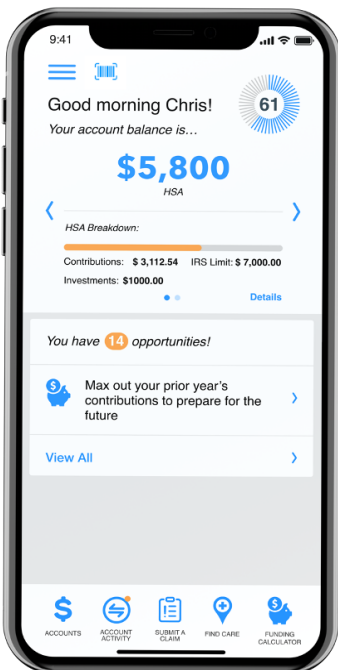 9:41
Good morning Chris!
61
Your account balance is...
$5,800
HSA
HSA Breakdown:
Contributions: $ 3,112.54 IRS Limit: $ 7,000.00
Investments: $1000.00
Details
You have 14 opportunities!
Max out your prior year's
contributions to prepare for the
future
View All
ACCOUNTS
ACCOUNT
ACTIVITY
SUBMIT A
CLAIM
FIND CARE
FUNDING
CALCULATOR